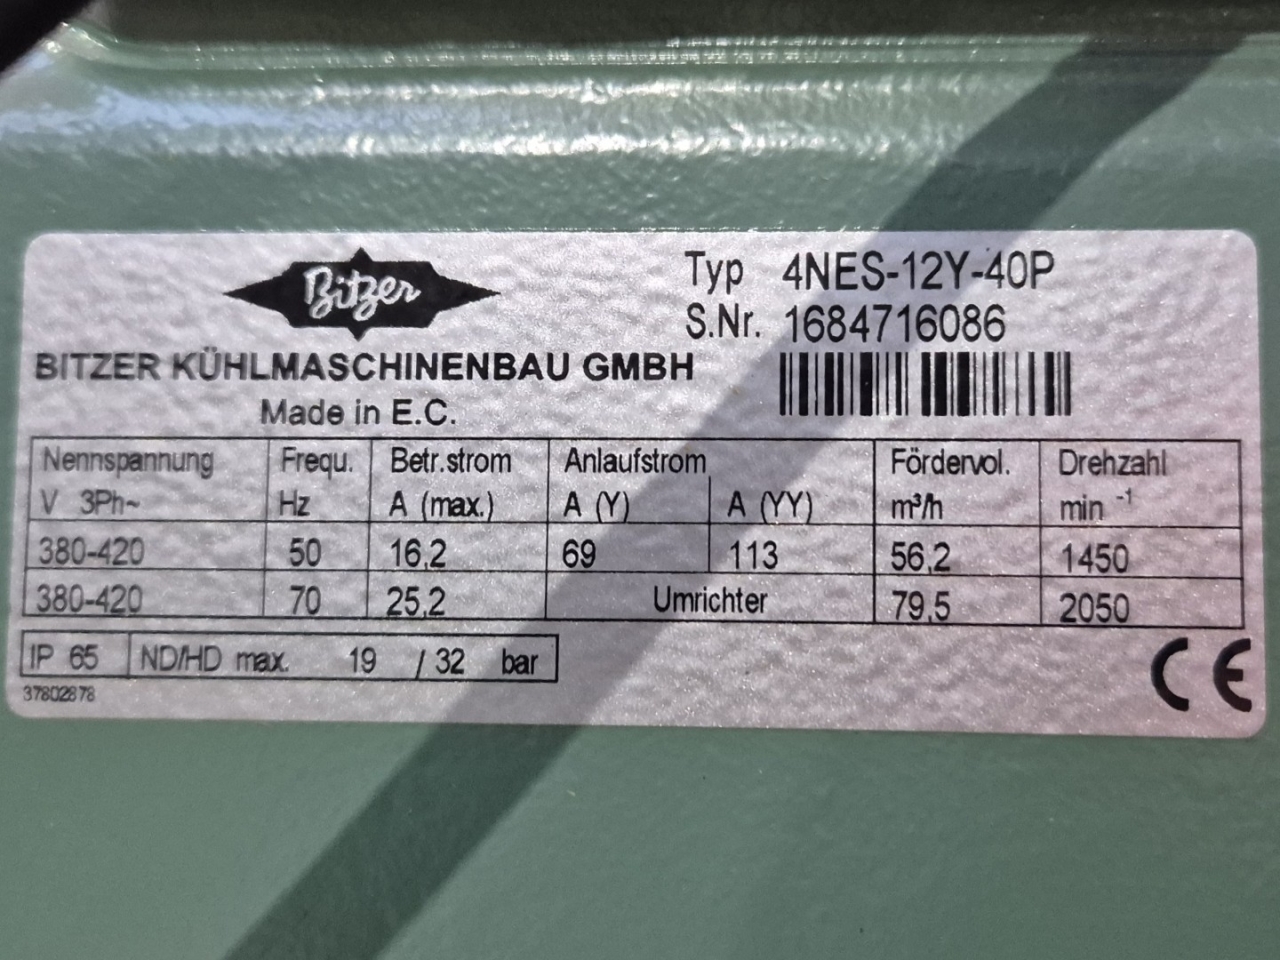 Bitzer
Typ 4NES-12Y-40P
S.Nr. 1684716086
BITZER KÜHLMASCHINENBAU GMBH
Made in E.C.
Nennspannung Frequ. Betr.strom Anlaufstrom Fördervol. Drehzahl
V 3Ph~ Hz A (max.) A (Y) A (YY) m³/h min -1
380-420 50 16,2 69 113 56,2 1450
380-420 70 25,2 Umrichter 79,5 2050
IP 65 ND/HD max. 19 / 32 bar
37802878
CE